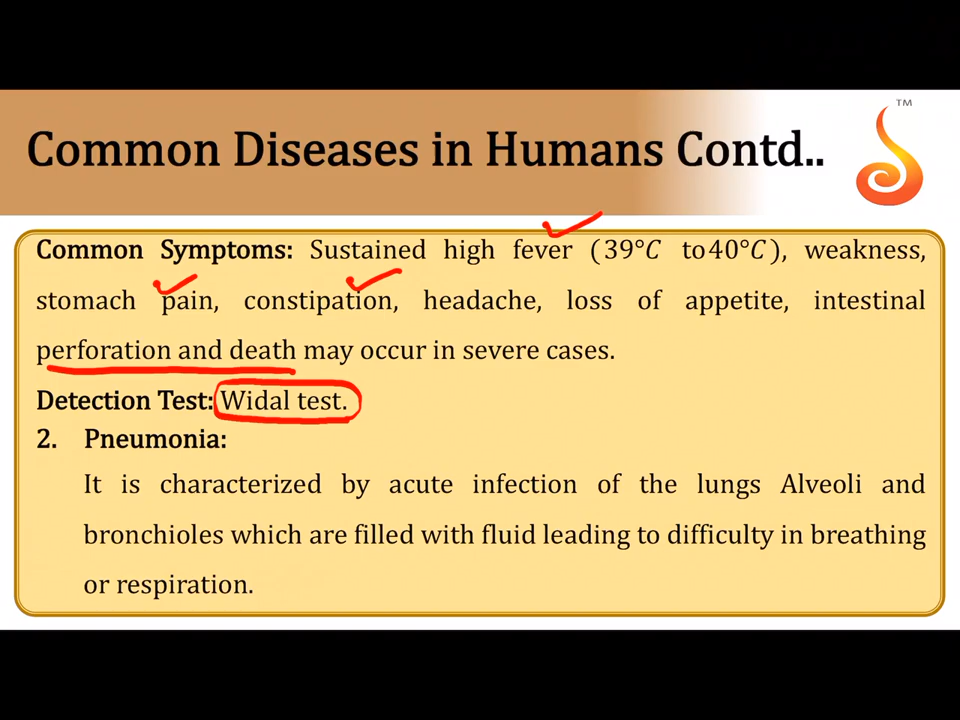 TM
Common Diseases in Humans Contd..
Common Symptoms: Sustained high fever (39°C to40°C), weakness,
stomach pain, constipation, headache, loss of appetite, intestinal
perforation and death may occur in severe cases.
Detection Test: Widal test.
2. Pneumonia:
It is characterized by acute infection of the lungs Alveoli and
bronchioles which are filled with fluid leading to difficulty in breathing
or respiration.